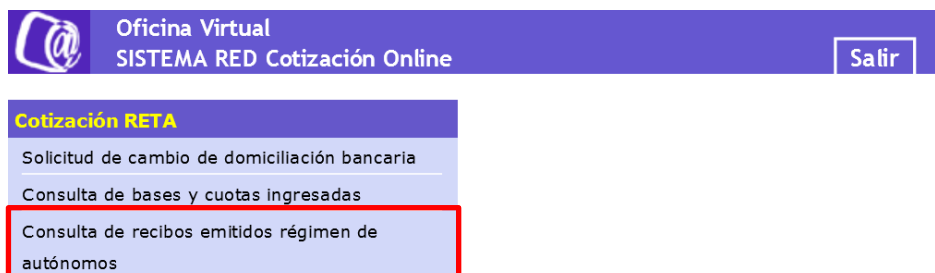 Oficina Virtual
SISTEMA RED Cotización Online
Salir
Cotización RETA
Solicitud de cambio de domiciliación bancaria
Consulta de bases y cuotas ingresadas
Consulta de recibos emitidos régimen de
autónomos